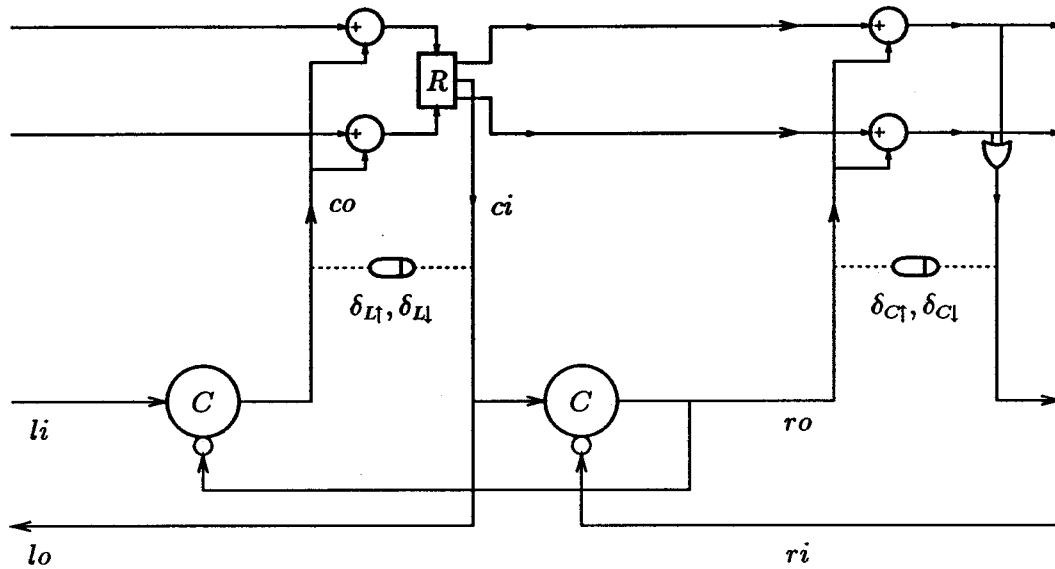 +
+
R
+
+
co
ci
δL↑, δL↓
δC↑, δC↓
C
C
li
ro
lo
ri